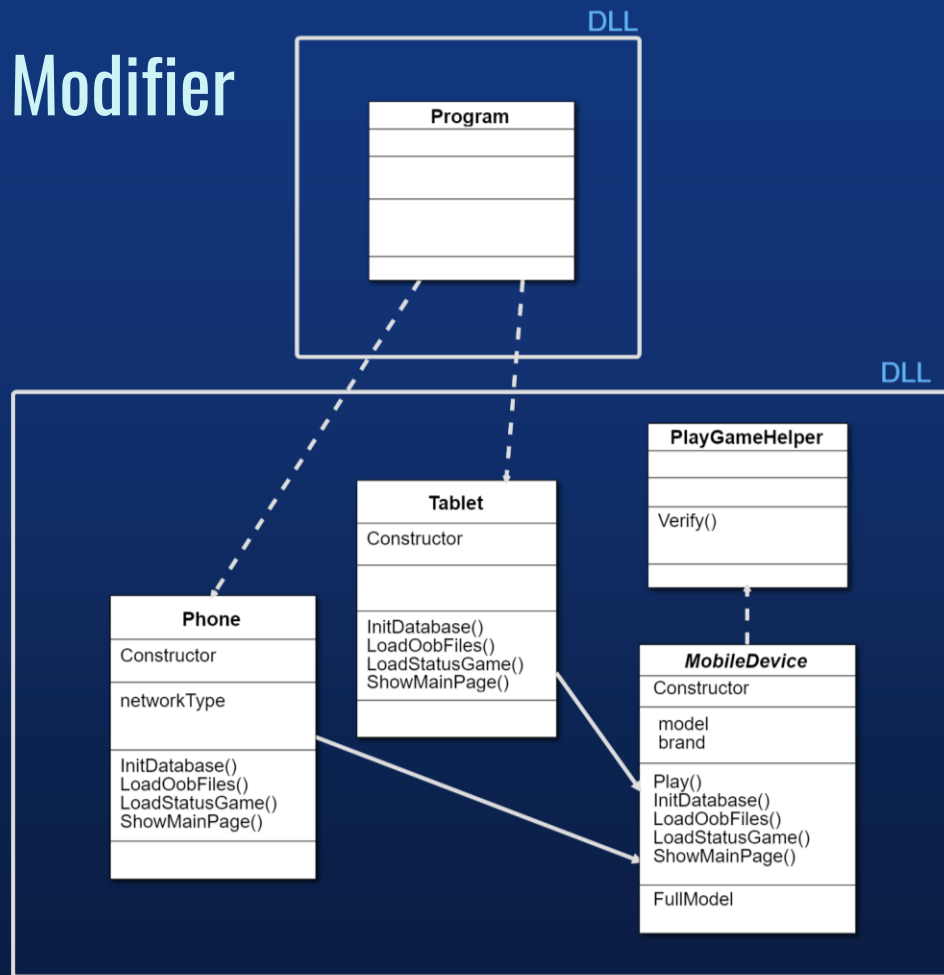 DLL
Modifier
Program
DLL
PlayGameHelper
Verify()
Tablet
Constructor
InitDatabase()
LoadOobFiles()
LoadStatusGame()
ShowMainPage()
Phone
Constructor
networkType
InitDatabase()
LoadOobFiles()
LoadStatusGame()
ShowMainPage()
MobileDevice
Constructor
model
brand
Play()
InitDatabase()
LoadOobFiles()
LoadStatusGame()
ShowMainPage()
FullModel